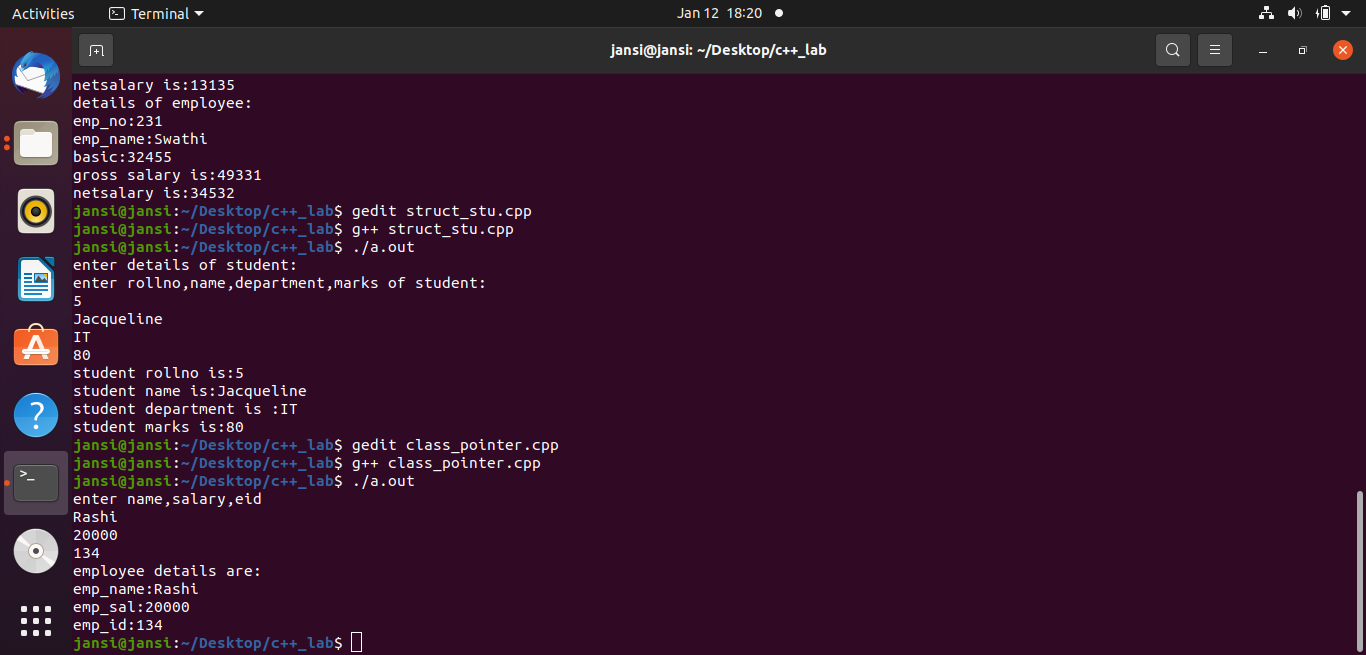 Activities Terminal Jan 12 18:20
jansi@jansi: ~/Desktop/c++_lab
netsalary is:13135
details of employee:
emp_no:231
emp_name:Swathi
basic:32455
gross salary is:49331
netsalary is:34532
jansi@jansi:~/Desktop/c++_lab$ gedit struct_stu.cpp
jansi@jansi:~/Desktop/c++_lab$ g++ struct_stu.cpp
jansi@jansi:~/Desktop/c++_lab$ ./a.out
enter details of student:
enter rollno,name,department,marks of student:
5
Jacqueline
IT
80
student rollno is:5
student name is:Jacqueline
student department is :IT
student marks is:80
jansi@jansi:~/Desktop/c++_lab$ gedit class_pointer.cpp
jansi@jansi:~/Desktop/c++_lab$ g++ class_pointer.cpp
jansi@jansi:~/Desktop/c++_lab$ ./a.out
enter name,salary,eid
Rashi
20000
134
employee details are:
emp_name:Rashi
emp_sal:20000
emp_id:134
jansi@jansi:~/Desktop/c++_lab$